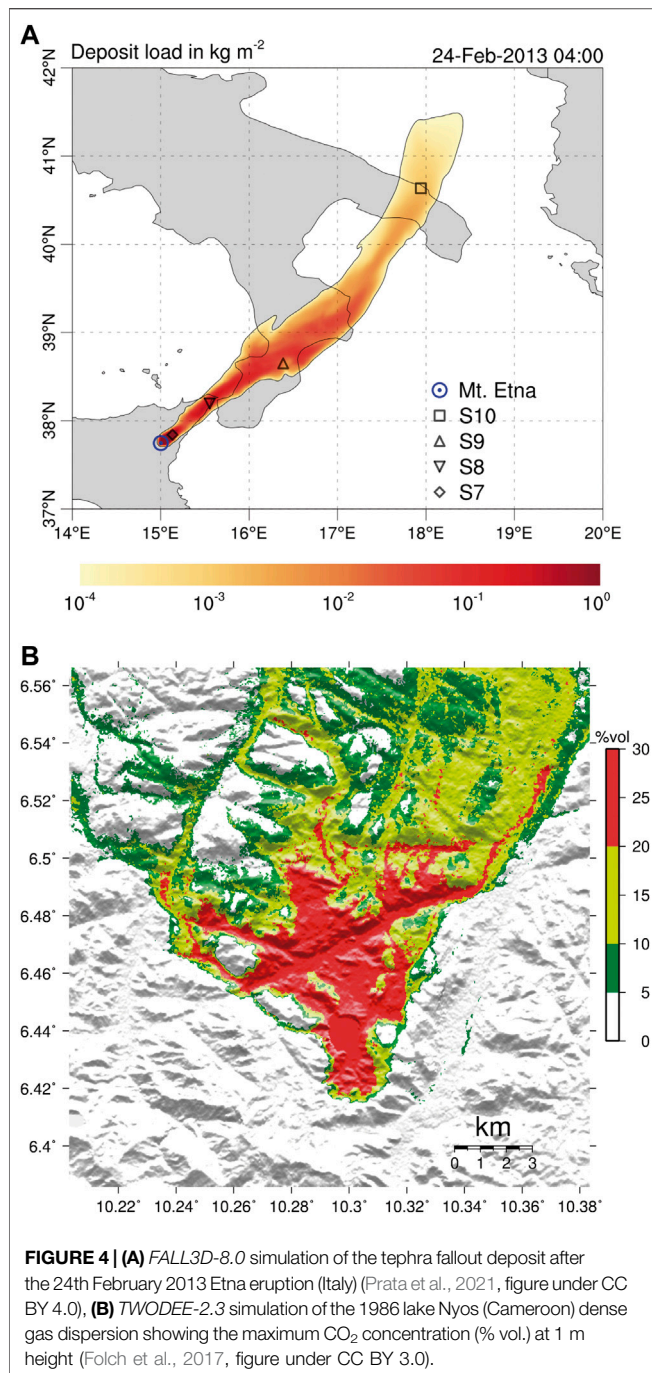 A
Deposit load in kg m⁻² 24-Feb-2013 04:00
42°N
41°N
40°N
39°N
38°N
37°N
Mt. Etna
S10
S9
S8
S7
14°E 15°E 16°E 17°E 18°E 19°E 20°E
10⁻⁴ 10⁻³ 10⁻² 10⁻¹ 10⁰
B
%vol
6.56˚
6.54˚
6.52˚
6.5˚
6.48˚
6.46˚
6.44˚
6.42˚
6.4˚
30
20
15
10
5
0
km
0 1 2 3
10.22˚ 10.24˚ 10.26˚ 10.28˚ 10.3˚ 10.32˚ 10.34˚ 10.36˚ 10.38˚
FIGURE 4 | (A) FALL3D-8.0 simulation of the tephra fallout deposit after
the 24th February 2013 Etna eruption (Italy) (Prata et al., 2021, figure under CC
BY 4.0), (B) TWODEE-2.3 simulation of the 1986 lake Nyos (Cameroon) dense
gas dispersion showing the maximum CO₂ concentration (% vol.) at 1 m
height (Folch et al., 2017, figure under CC BY 3.0).